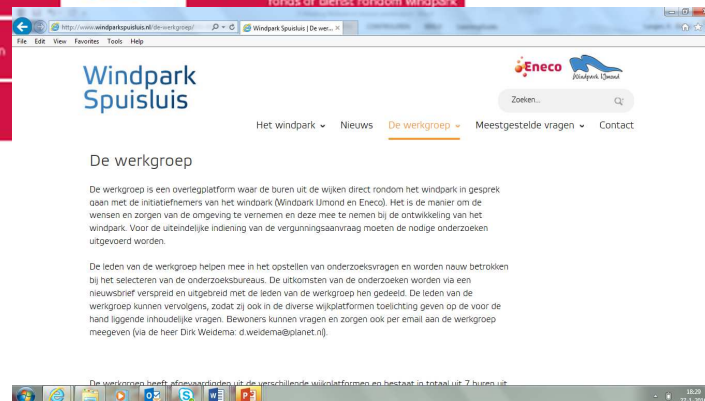 fonds of dienst rondom windpark
http://www.windparkspuisluis.nl/de-werkgroep/
Windpark Spuisluis | De wer...
File Edit View Favorites Tools Help
Windpark
Spuisluis
Eneco
Windpark IJmond
Zoeken...
Het windpark
Nieuws
De werkgroep
Meestgestelde vragen
Contact
De werkgroep
De werkgroep is een overlegplatform waar de buren uit de wijken direct rondom het windpark in gesprek
gaan met de initiatiefnemers van het windpark (Windpark IJmond en Eneco). Het is de manier om de
wensen en zorgen van de omgeving te vernemen en deze mee te nemen bij de ontwikkeling van het
windpark. Voor de uiteindelijke indiening van de vergunningsaanvraag moeten de nodige onderzoeken
uitgevoerd worden.
De leden van de werkgroep helpen mee in het opstellen van onderzoeksvragen en worden nauw betrokken
bij het selecteren van de onderzoeksbureaus. De uitkomsten van de onderzoeken worden via een
nieuwsbrief verspreid en uitgebreid met de leden van de werkgroep hen gedeeld. De leden van de
werkgroep kunnen vervolgens, zodat zij ook in de diverse wijkplatformen toelichting geven op de voor de
hand liggende inhoudelijke vragen. Bewoners kunnen vragen en zorgen ook per email aan de werkgroep
meegeven (via de heer Dirk Weidema: d.weidema@planet.nl).
De werkgroep heeft afgevaardigden uit de verschillende wijkplatformen en bestaat in totaal uit 7 buren uit
18:29